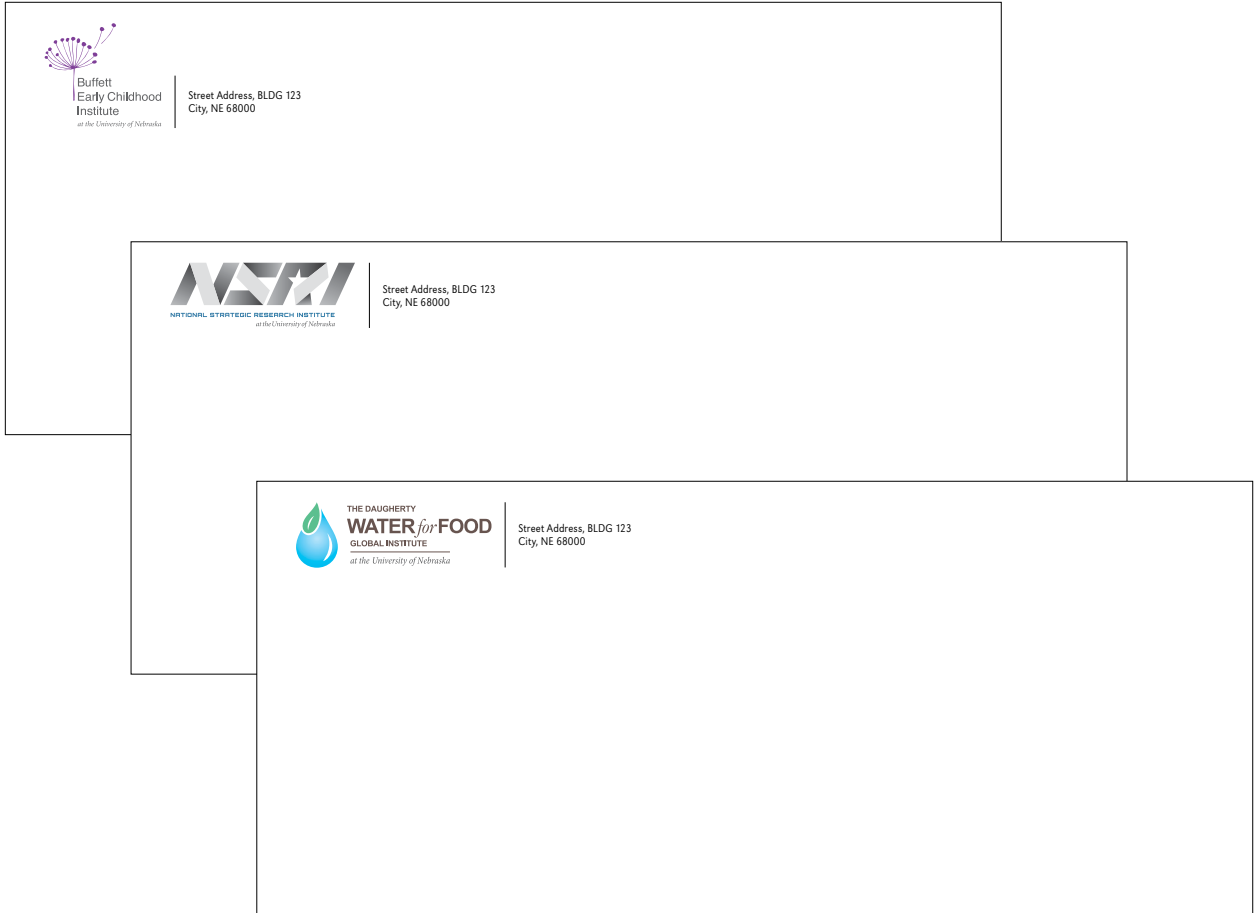 Buffett
Early Childhood
Institute
at the University of Nebraska
Street Address, BLDG 123
City, NE 68000
NSRI
NATIONAL STRATEGIC RESEARCH INSTITUTE
at the University of Nebraska
Street Address, BLDG 123
City, NE 68000
THE DAUGHERTY
WATER for FOOD
GLOBAL INSTITUTE
at the University of Nebraska
Street Address, BLDG 123
City, NE 68000